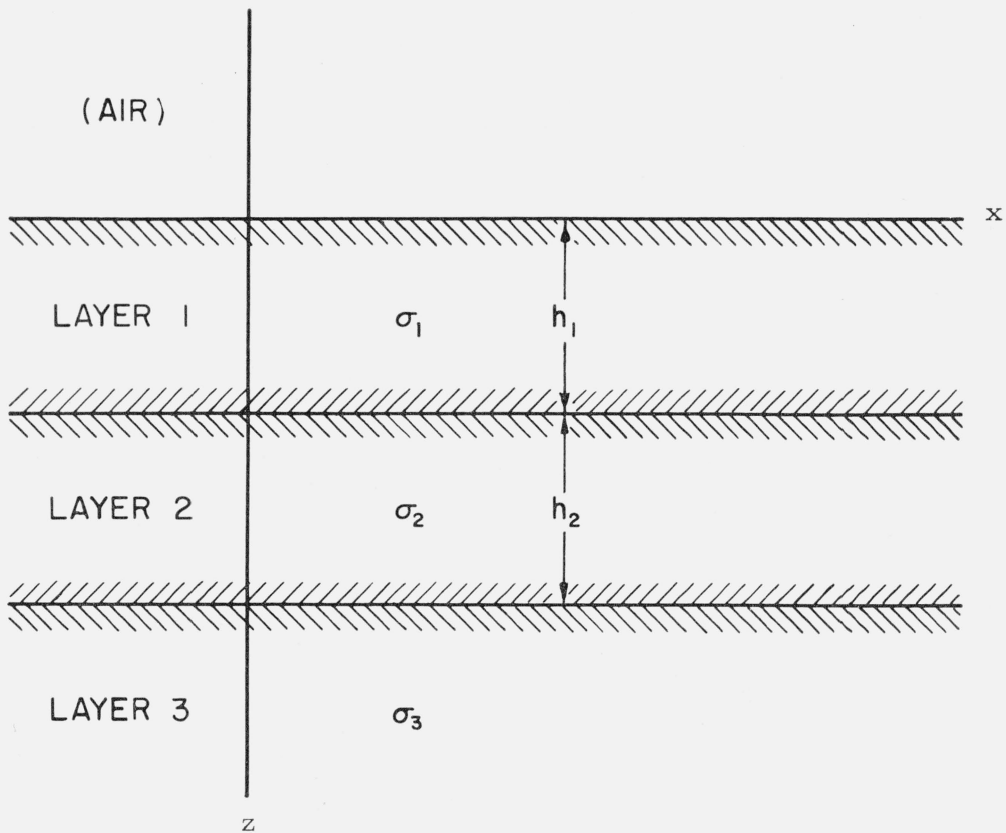 (AIR)
x
LAYER 1
σ₁
h₁
LAYER 2
σ₂
h₂
LAYER 3
σ₃
z